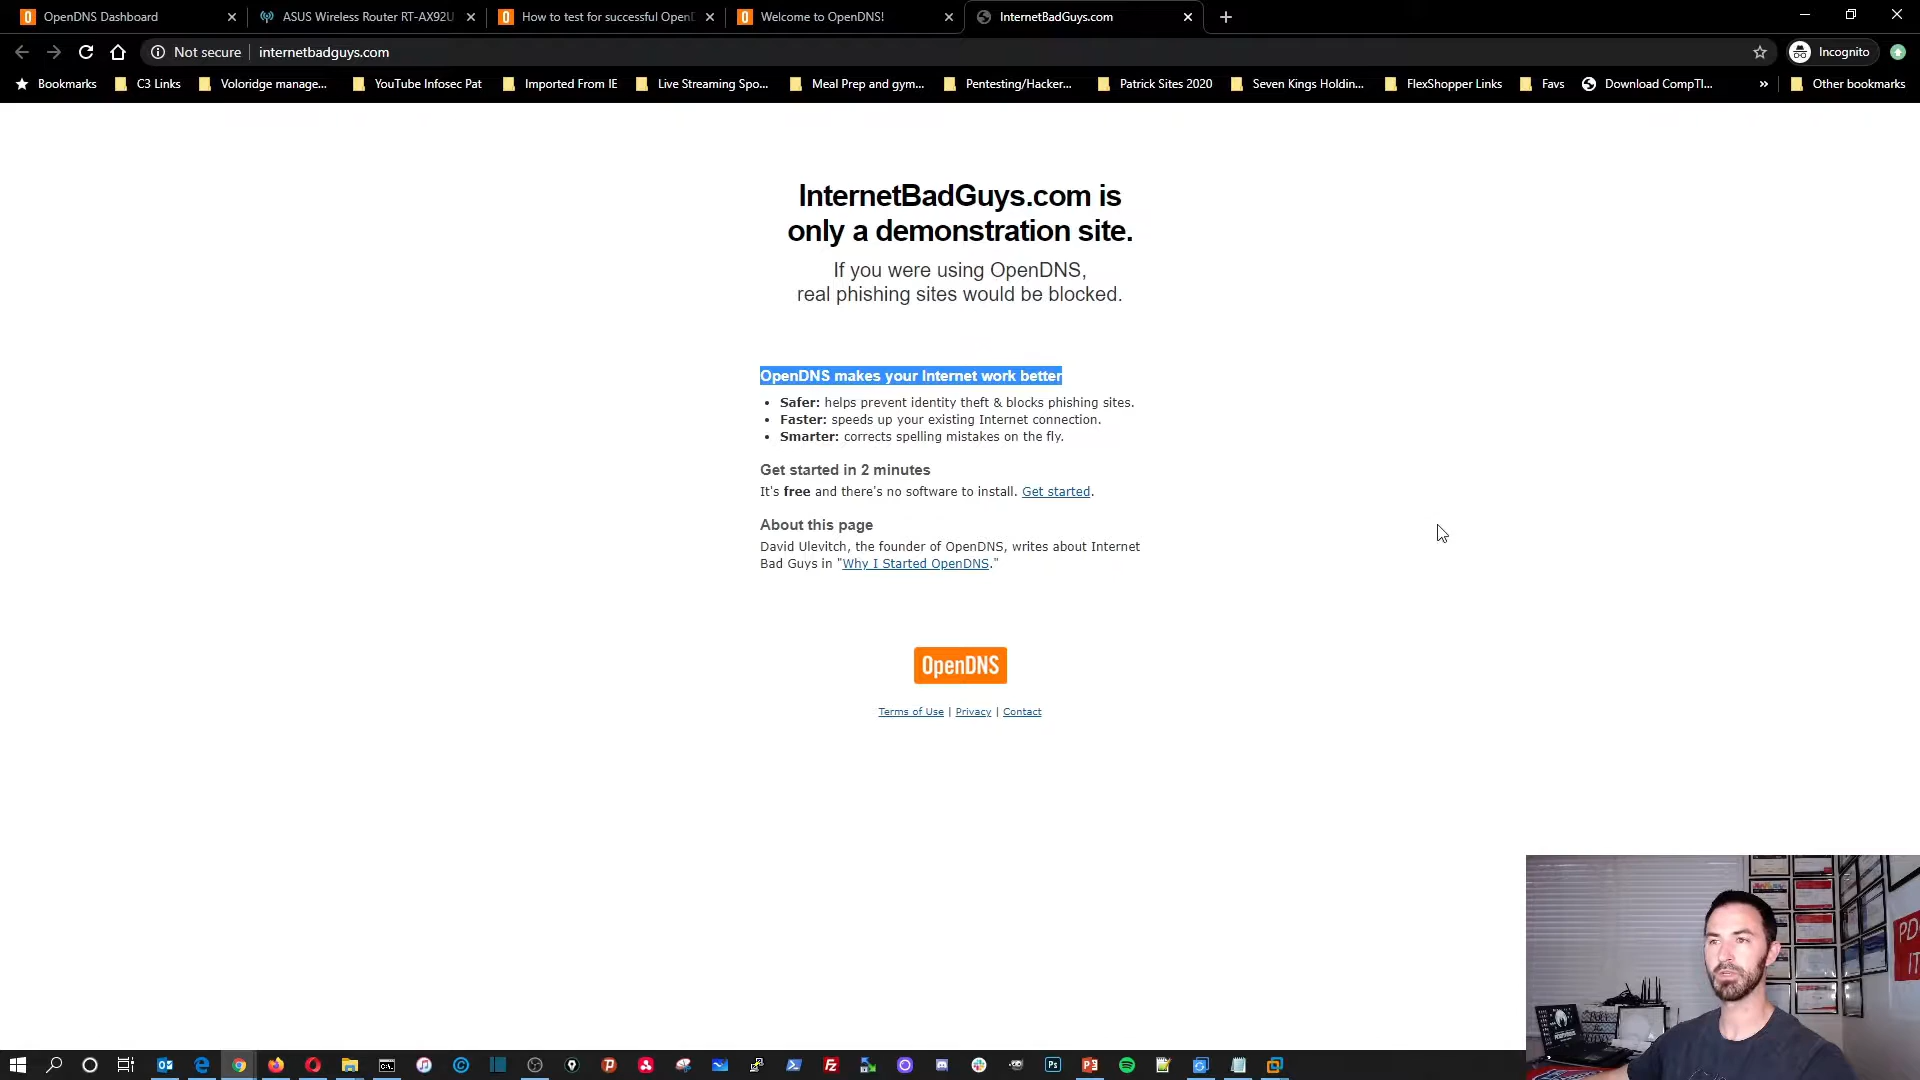 OpenDNS Dashboard
ASUS Wireless Router RT-AX92U
How to test for successful OpenD
Welcome to OpenDNS!
InternetBadGuys.com
Not secure
internetbadguys.com
Incognito
Bookmarks
C3 Links
Voloridge manage...
YouTube Infosec Pat
Imported From IE
Live Streaming Spo...
Meal Prep and gym...
Pentesting/Hacker...
Patrick Sites 2020
Seven Kings Holdin...
FlexShopper Links
Favs
Download CompTI...
»
Other bookmarks
InternetBadGuys.com is
only a demonstration site.
If you were using OpenDNS,
real phishing sites would be blocked.
OpenDNS makes your Internet work better
• Safer: helps prevent identity theft & blocks phishing sites.
• Faster: speeds up your existing Internet connection.
• Smarter: corrects spelling mistakes on the fly.
Get started in 2 minutes
It's free and there's no software to install. Get started.
About this page
David Ulevitch, the founder of OpenDNS, writes about Internet
Bad Guys in "Why I Started OpenDNS."
OpenDNS
Terms of Use | Privacy | Contact